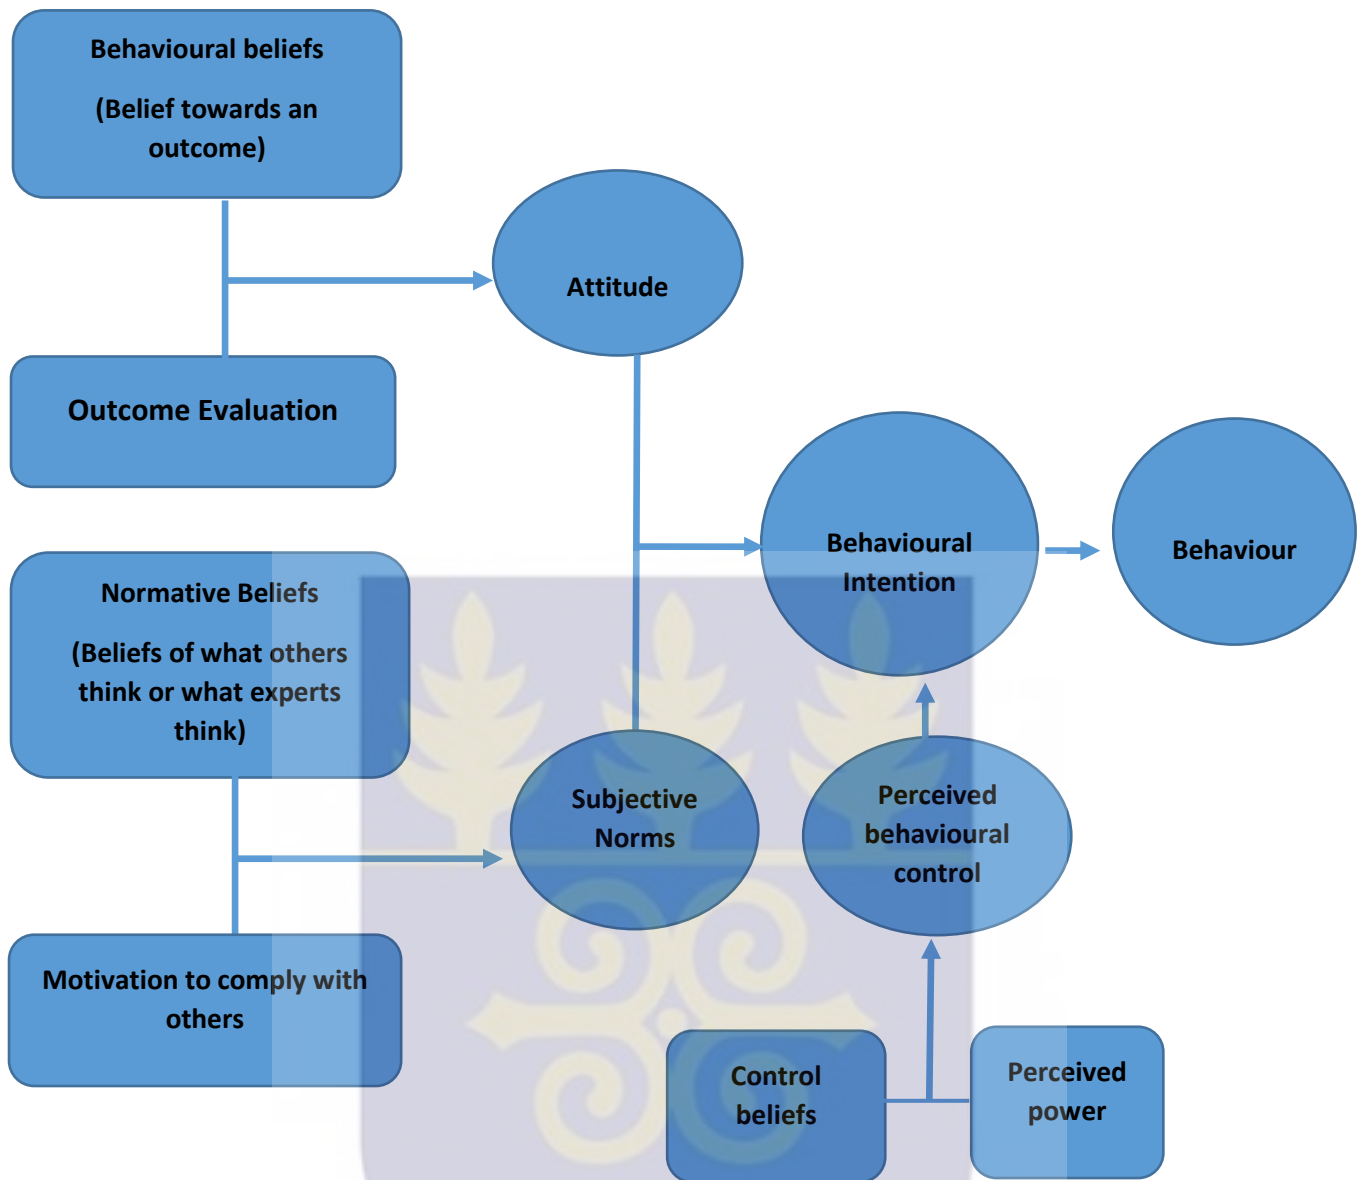 Behavioural beliefs
(Belief towards an
outcome)
Attitude
Outcome Evaluation
Behavioural
Intention
Behaviour
Normative Beliefs
(Beliefs of what others
think or what experts
think)
Subjective
Norms
Perceived
behavioural
control
Motivation to comply with
others
Control
beliefs
Perceived
power